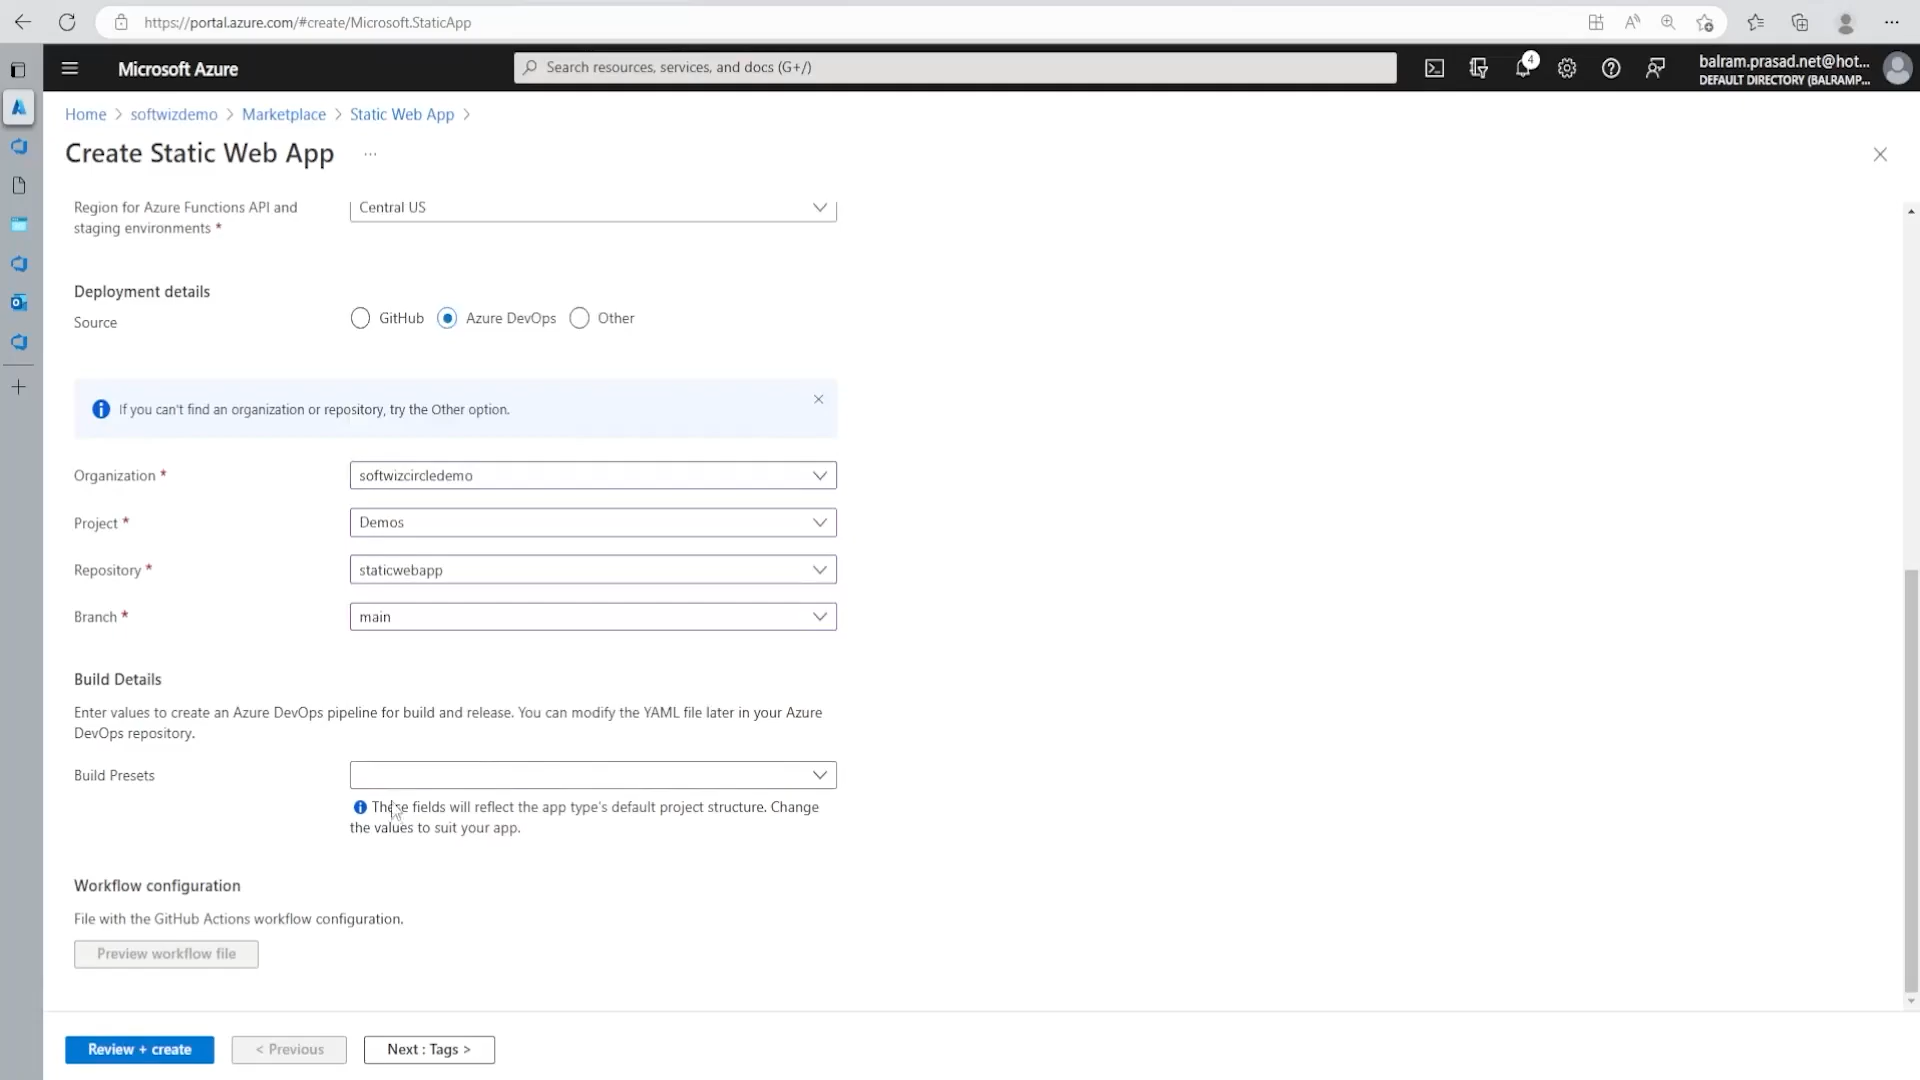 https://portal.azure.com/#create/Microsoft.StaticApp
Microsoft Azure
Search resources, services, and docs (G+/)
4
balram.prasad.net@hot...
DEFAULT DIRECTORY (BALRAMP...
Home > softwizdemo > Marketplace > Static Web App >
Create Static Web App ...
Region for Azure Functions API and
staging environments *
Central US
Deployment details
Source
GitHub Azure DevOps Other
If you can't find an organization or repository, try the Other option.
Organization *
softwizcircledemo
Project *
Demos
Repository *
staticwebapp
Branch *
main
Build Details
Enter values to create an Azure DevOps pipeline for build and release. You can modify the YAML file later in your Azure
DevOps repository.
Build Presets
These fields will reflect the app type's default project structure. Change
the values to suit your app.
Workflow configuration
File with the GitHub Actions workflow configuration.
Preview workflow file
Review + create
< Previous
Next : Tags >